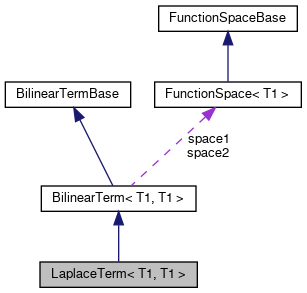 FunctionSpaceBase
BilinearTermBase
FunctionSpace< T1 >
space1
space2
BilinearTerm< T1, T1 >
LaplaceTerm< T1, T1 >